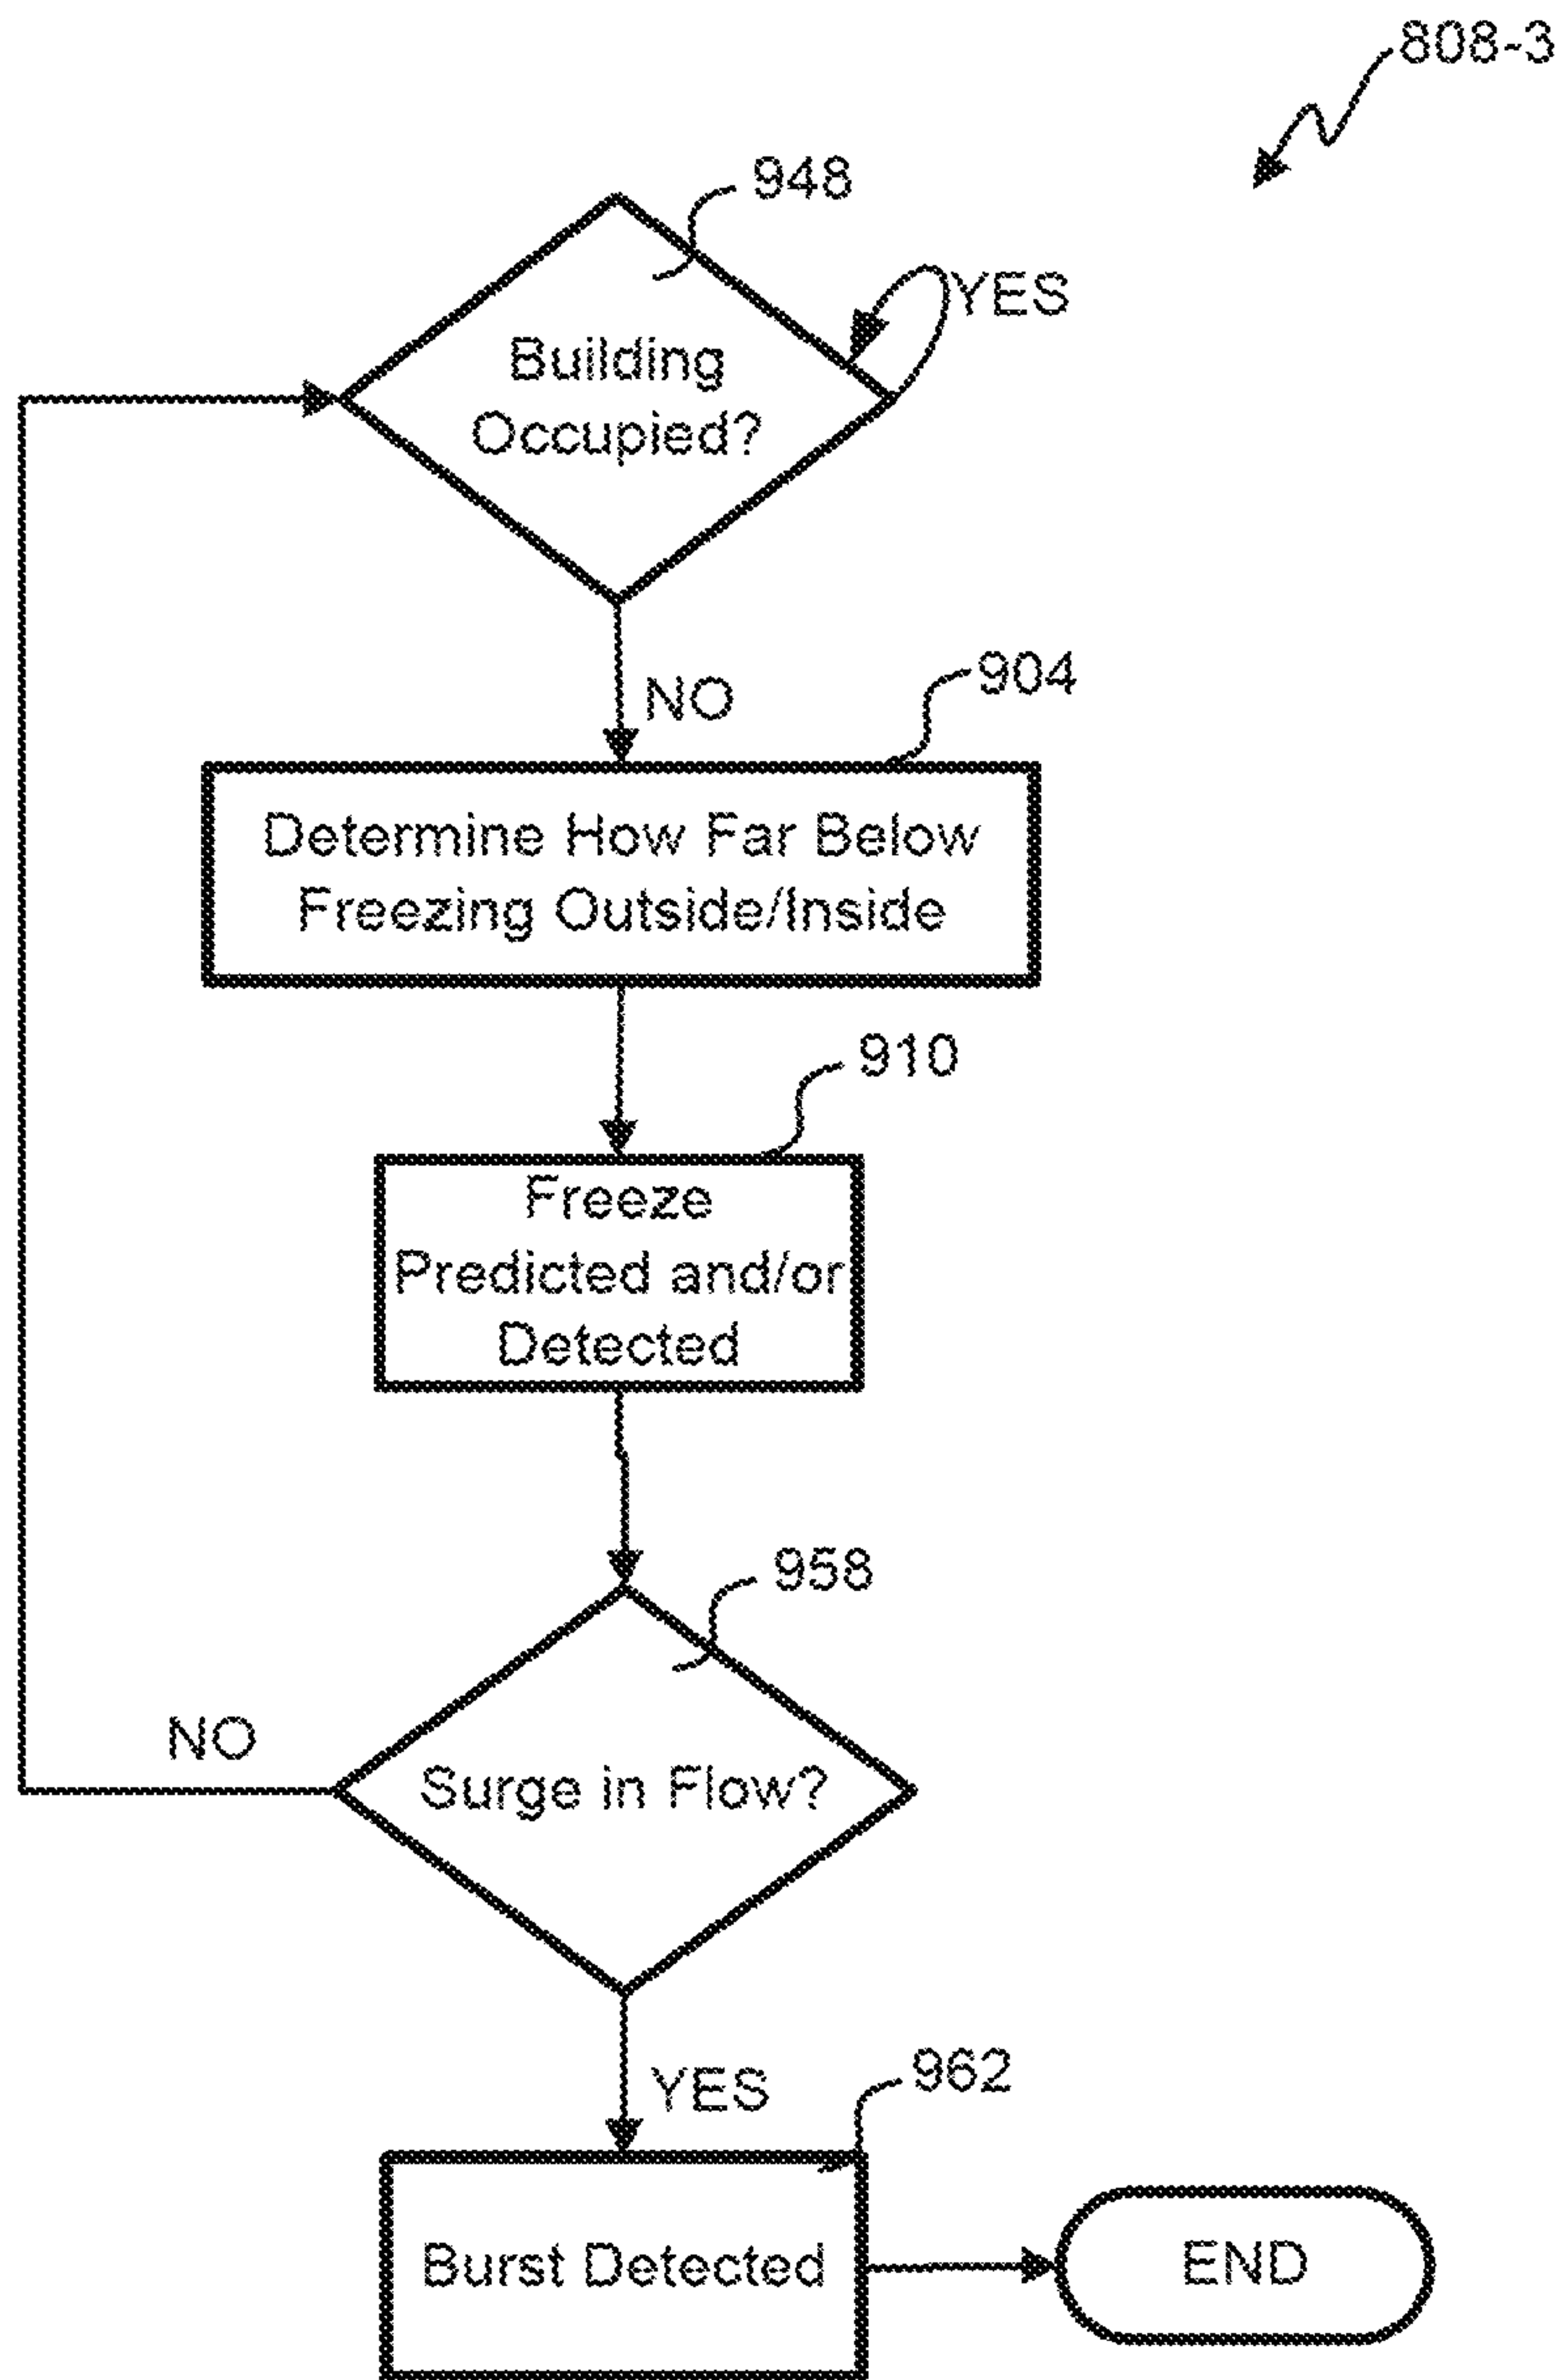 808-3
948
YES
Building
Occupied?
NO
904
Determine How Far Below
Freezing Outside/Inside
910
Freeze
Predicted and/or
Detected
958
NO
Surge in Flow?
YES
962
Burst Detected
END